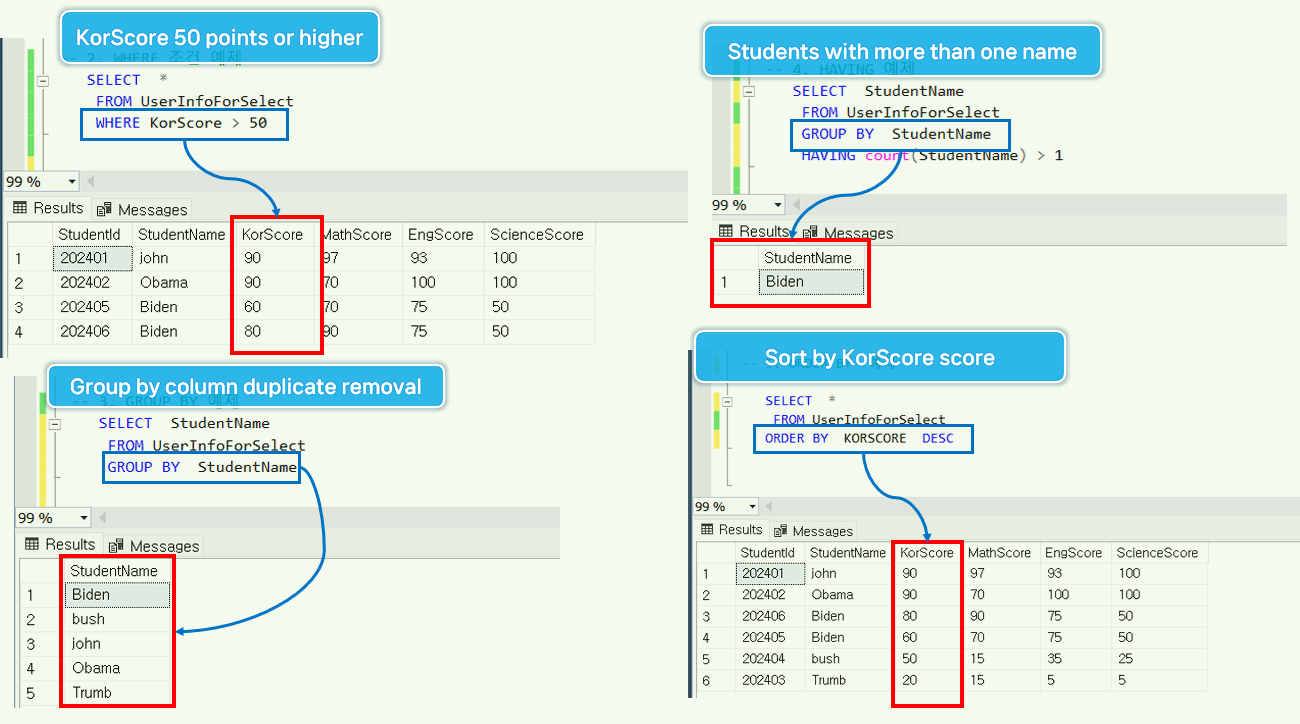 KorScore 50 points or higher
- 2. WHERE 조건 예제
SELECT *
FROM UserInfoForSelect
WHERE KorScore > 50
99 %
Results Messages
StudentId StudentName KorScore MathScore EngScore ScienceScore
1 202401 john 90 97 93 100
2 202402 Obama 90 70 100 100
3 202405 Biden 60 70 75 50
4 202406 Biden 80 90 75 50
Group by column duplicate removal
-- 3. GROUP BY 예제
SELECT StudentName
FROM UserInfoForSelect
GROUP BY StudentName
99 %
Results Messages
StudentName
1 Biden
2 bush
3 john
4 Obama
5 Trumb
Students with more than one name
-- 4. HAVING 예제
SELECT StudentName
FROM UserInfoForSelect
GROUP BY StudentName
HAVING count(StudentName) > 1
99 %
Results Messages
StudentName
1 Biden
Sort by KorScore score
SELECT *
FROM UserInfoForSelect
ORDER BY KORSCORE DESC
99 %
Results Messages
StudentId StudentName KorScore MathScore EngScore ScienceScore
1 202401 john 90 97 93 100
2 202402 Obama 90 70 100 100
3 202406 Biden 80 90 75 50
4 202405 Biden 60 70 75 50
5 202404 bush 50 15 35 25
6 202403 Trumb 20 15 5 5